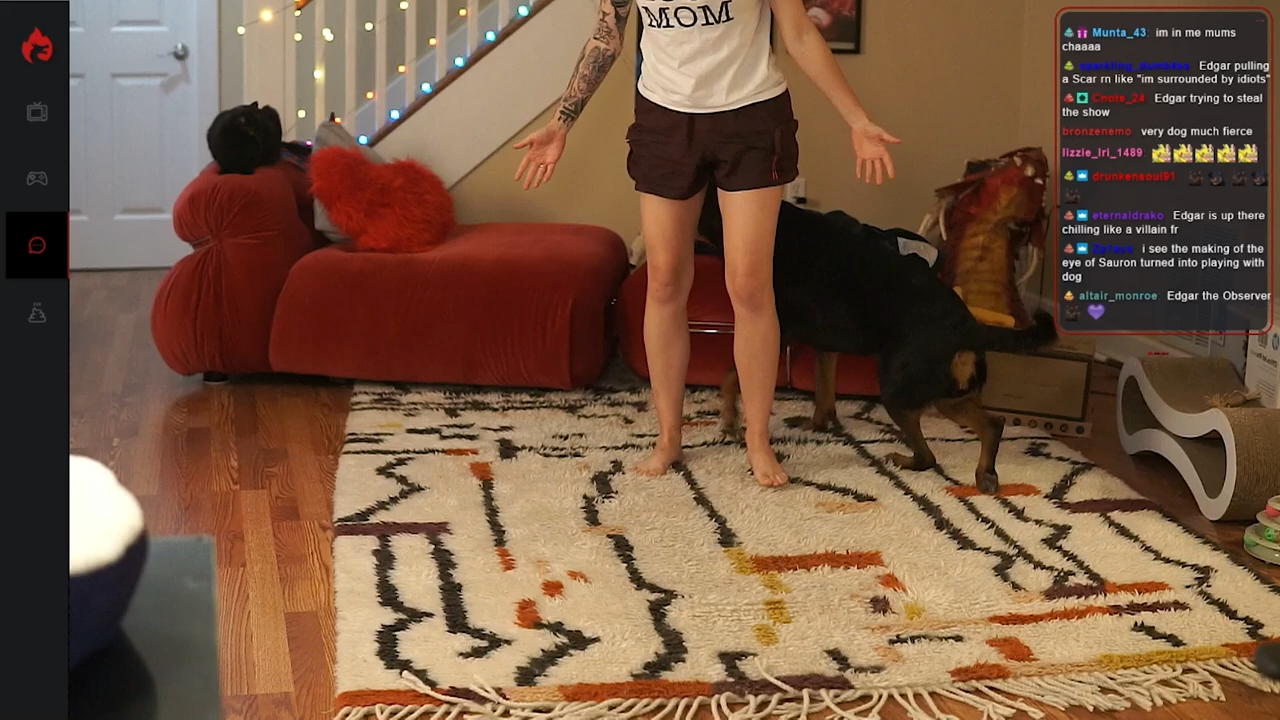 MOM
Munta_43: im in me mums
chaaaa
sparkling_dumbass: Edgar pulling
a Scar rn like "im surrounded by idiots"
Edgar trying to steal
the show
bronzenemo very dog much fierce
lizzie_lri_1489
drunkensoul91
eternaldrako Edgar is up there
chilling like a villain fr
i see the making of the
eye of Sauron turned into playing with
dog
altair_monroe Edgar the Observer